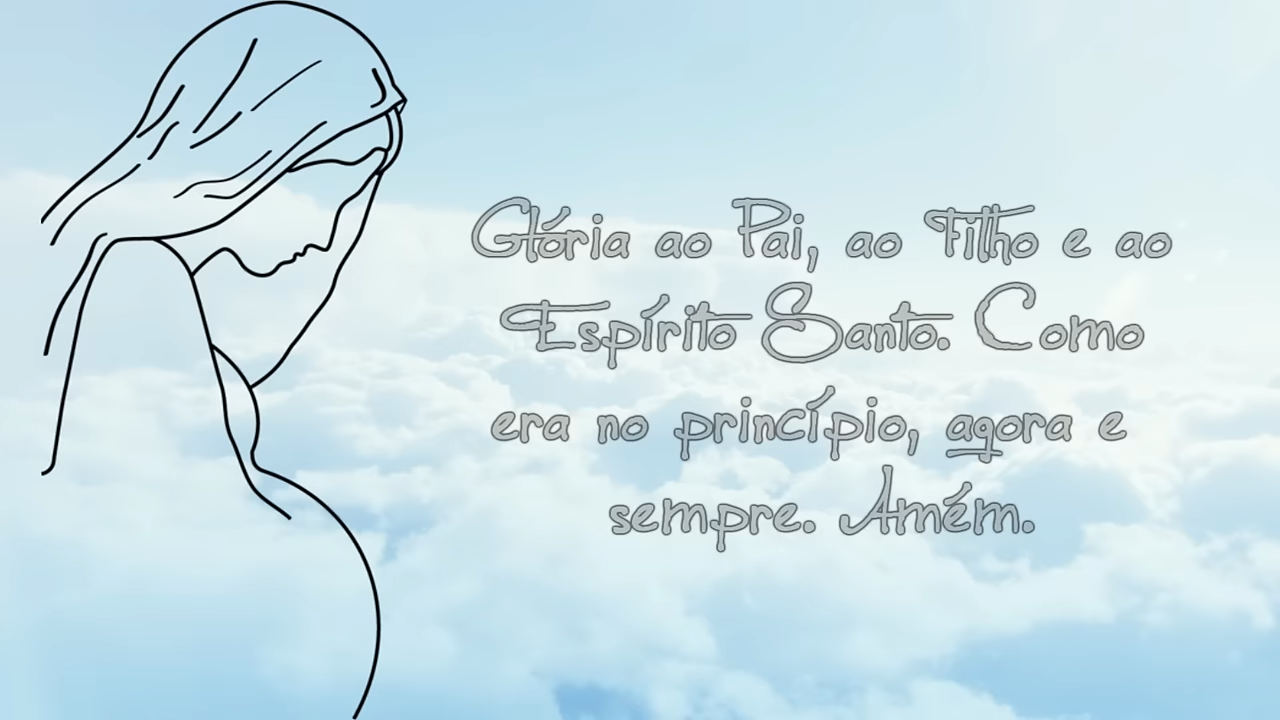 Glória ao Pai, ao Filho e ao
Espírito Santo. Como
era no princípio, agora e
sempre. Amém.